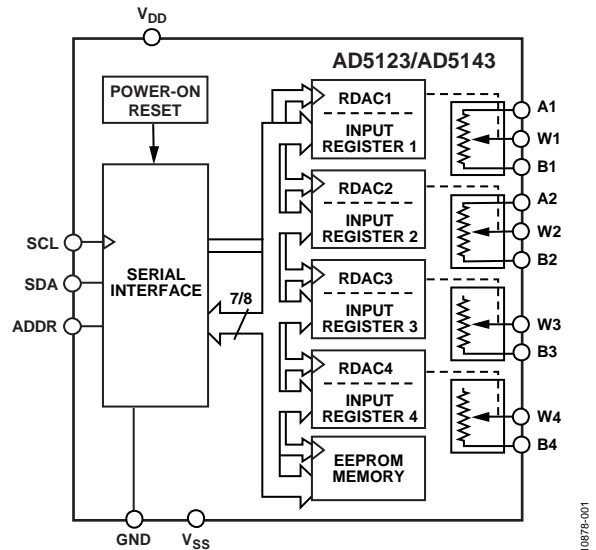 VDD
AD5123/AD5143
POWER-ON
RESET
RDAC1
INPUT
REGISTER 1
A1
W1
B1
RDAC2
INPUT
REGISTER 2
A2
W2
B2
SCL
SDA
ADDR
SERIAL
INTERFACE
7/8
RDAC3
INPUT
REGISTER 3
W3
B3
RDAC4
INPUT
REGISTER 4
W4
B4
EEPROM
MEMORY
GND
VSS
10878-001